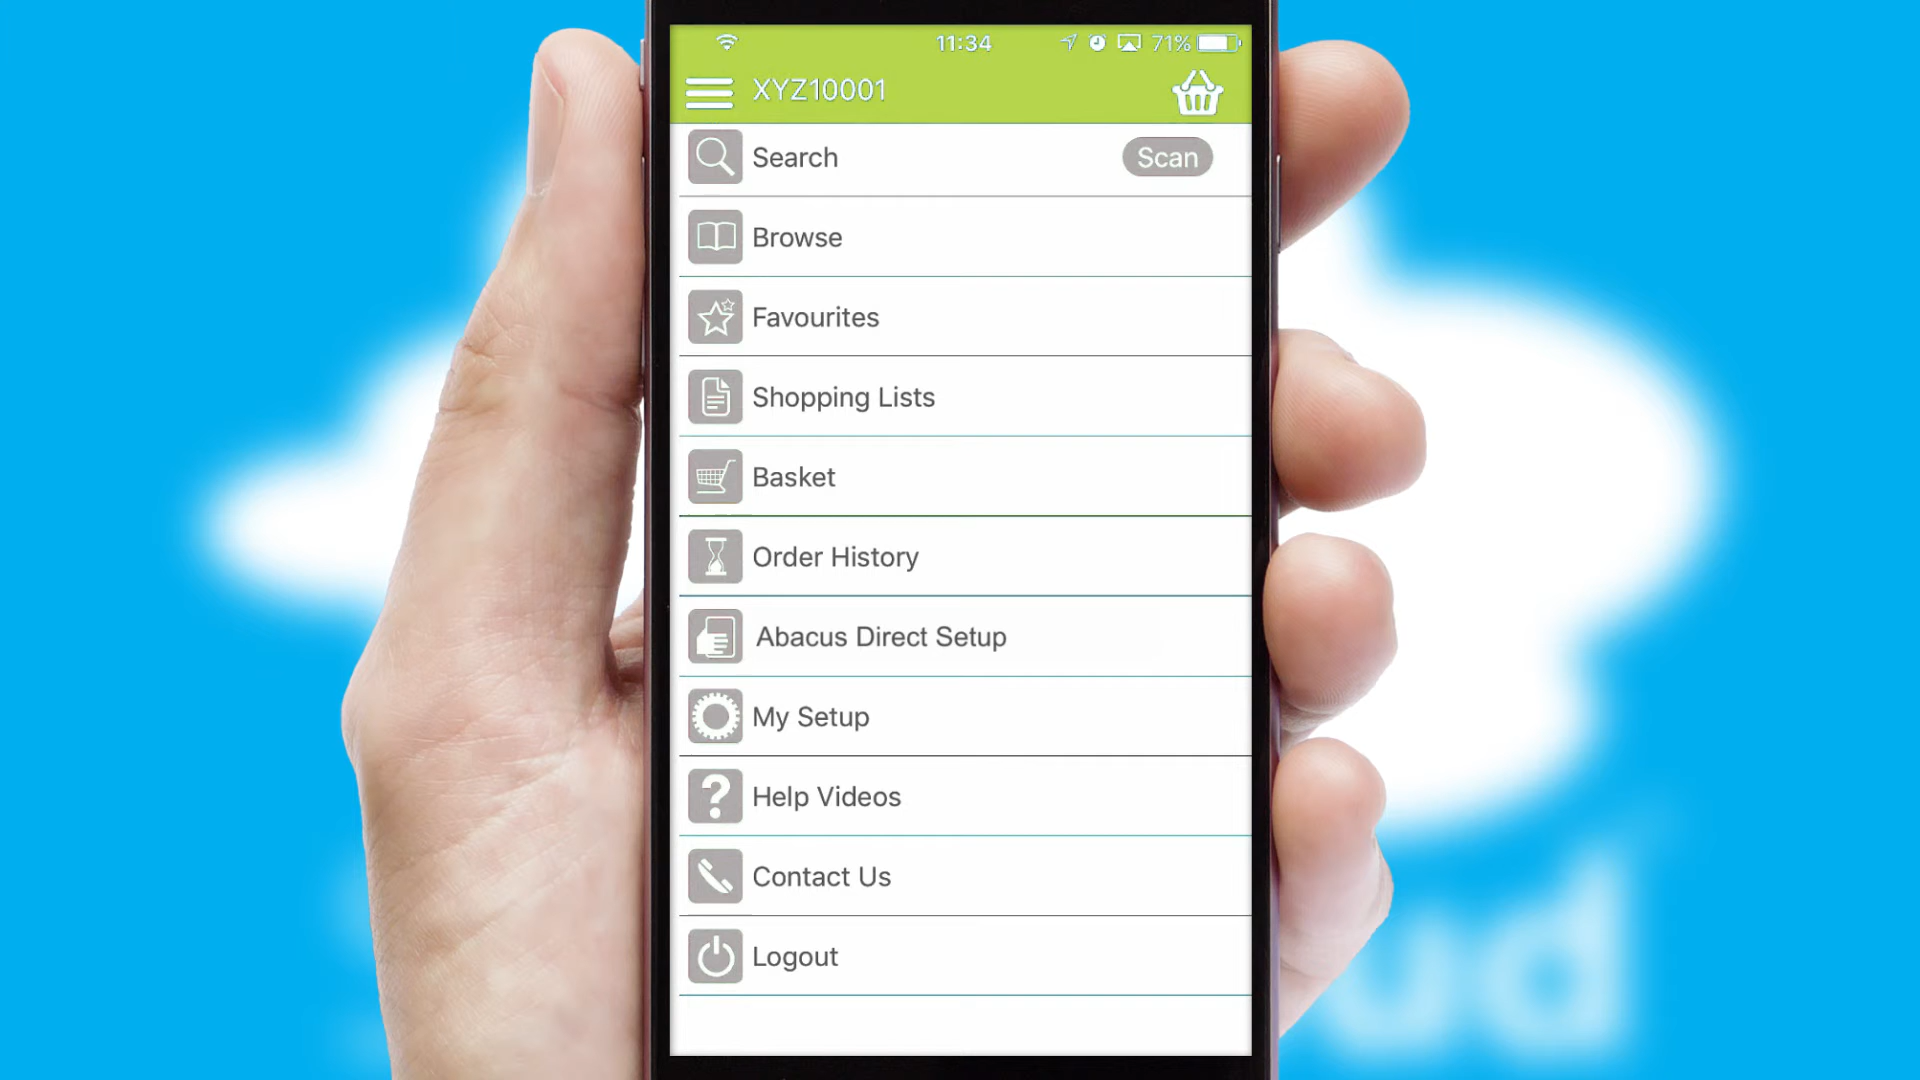 11:34 71%
XYZ10001
Search Scan
Browse
Favourites
Shopping Lists
Basket
Order History
Abacus Direct Setup
My Setup
Help Videos
Contact Us
Logout